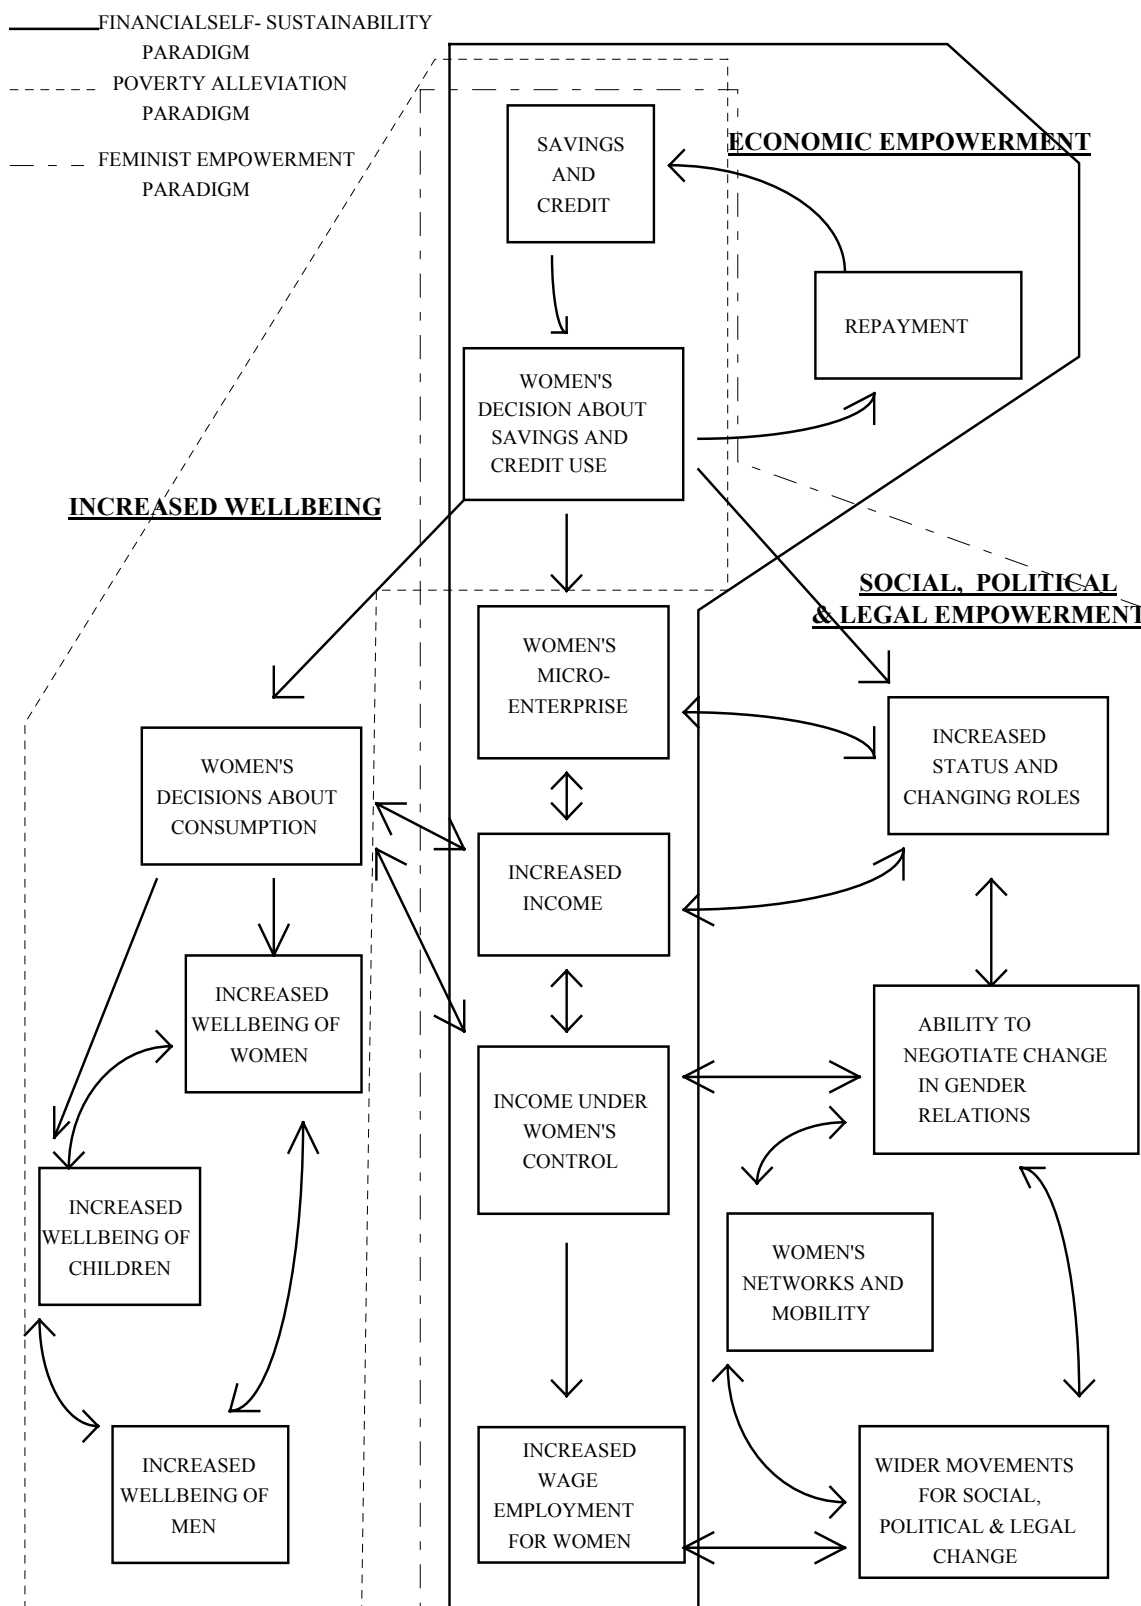 FINANCIALSELF- SUSTAINABILITY
PARADIGM
POVERTY ALLEVIATION
PARADIGM
FEMINIST EMPOWERMENT
PARADIGM
SAVINGS
AND
CREDIT
ECONOMIC EMPOWERMENT
REPAYMENT
WOMEN'S
DECISION ABOUT
SAVINGS AND
CREDIT USE
INCREASED WELLBEING
SOCIAL, POLITICAL
& LEGAL EMPOWERMENT
WOMEN'S
MICRO-
ENTERPRISE
INCREASED
STATUS AND
CHANGING ROLES
WOMEN'S
DECISIONS ABOUT
CONSUMPTION
INCREASED
INCOME
INCREASED
WELLBEING OF
WOMEN
ABILITY TO
NEGOTIATE CHANGE
IN GENDER
RELATIONS
INCOME UNDER
WOMEN'S
CONTROL
INCREASED
WELLBEING OF
CHILDREN
WOMEN'S
NETWORKS AND
MOBILITY
INCREASED
WELLBEING OF
MEN
INCREASED
WAGE
EMPLOYMENT
FOR WOMEN
WIDER MOVEMENTS
FOR SOCIAL,
POLITICAL & LEGAL
CHANGE